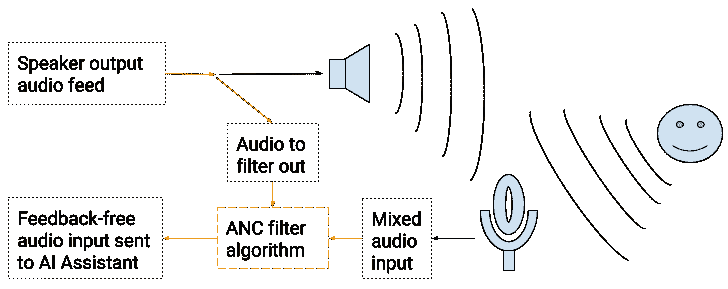 Speaker output
audio feed
Audio to
filter out
Feedback-free
audio input sent
to AI Assistant
ANC filter
algorithm
Mixed
audio
input